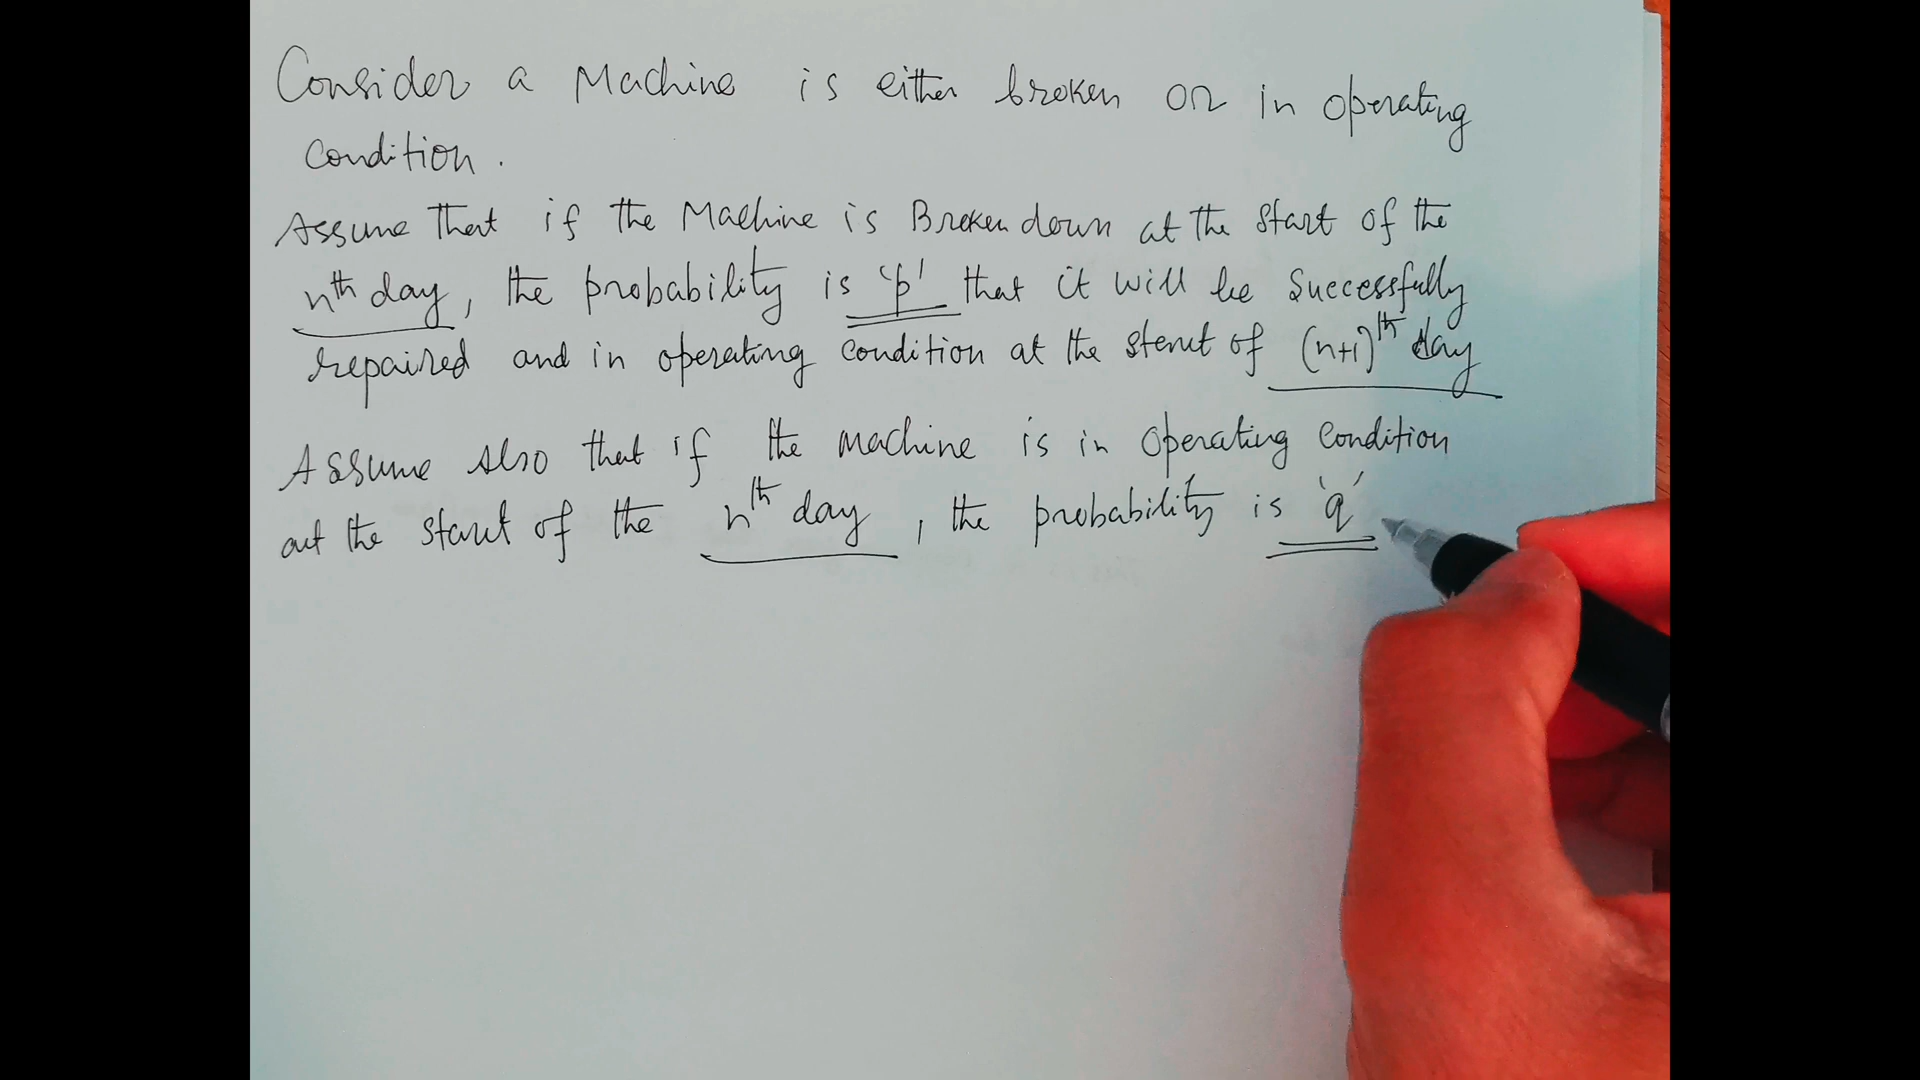 Consider a Machine is either broken or in operating
Condition.
Assume that if the Machine is Broken down at the start of the
nth day, the probability is 'p' that it will be successfully
repaired and in operating condition at the start of (n+1)th day
Assume also that if the machine is in operating condition
at the start of the nth day, the probability is 'q'